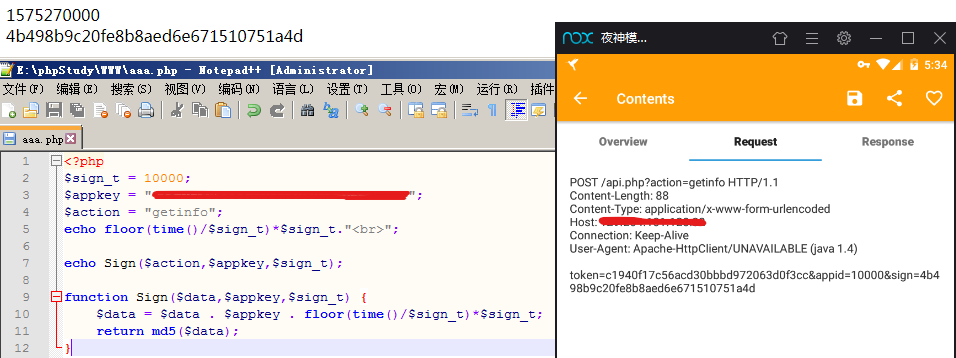 1575270000
4b498b9c20fe8b8aed6e671510751a4d
E:\phpStudy\WWW\aaa.php - Notepad++ [Administrator]
文件(F) 编辑(E) 搜索(S) 视图(V) 编码(N) 语言(L) 设置(T) 工具(O) 宏(M) 运行(R) 插件
aaa.php
1 <?php
2 $sign_t = 10000;
3 $appkey = "";
4 $action = "getinfo";
5 echo floor(time()/$sign_t)*$sign_t."<br>";
6
7 echo Sign($action,$appkey,$sign_t);
8
9 function Sign($data,$appkey,$sign_t) {
10 $data = $data . $appkey . floor(time()/$sign_t)*$sign_t;
11 return md5($data);
12 }
nox 夜神模...
5:34
Contents
Overview Request Response
POST /api.php?action=getinfo HTTP/1.1
Content-Length: 88
Content-Type: application/x-www-form-urlencoded
Host:
Connection: Keep-Alive
User-Agent: Apache-HttpClient/UNAVAILABLE (java 1.4)
token=c1940f17c56acd30bbbd972063d0f3cc&appid=10000&sign=4b4
98b9c20fe8b8aed6e671510751a4d